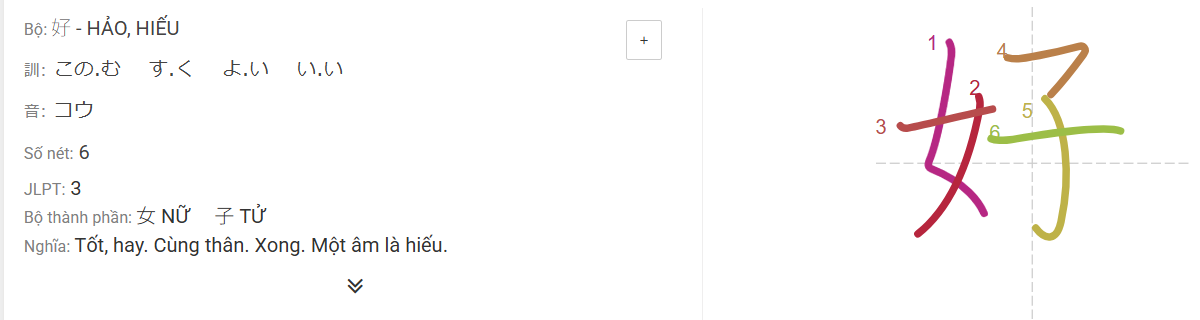 Bộ: 好 - HẢO, HIẾU
+
訓: この.む す.く よ.い い.い
音: コウ
Số nét: 6
JLPT: 3
Bộ thành phần: 女 NỮ 子 TỬ
Nghĩa: Tốt, hay. Cùng thân. Xong. Một âm là hiếu.
好
1
2
3
4
5
6